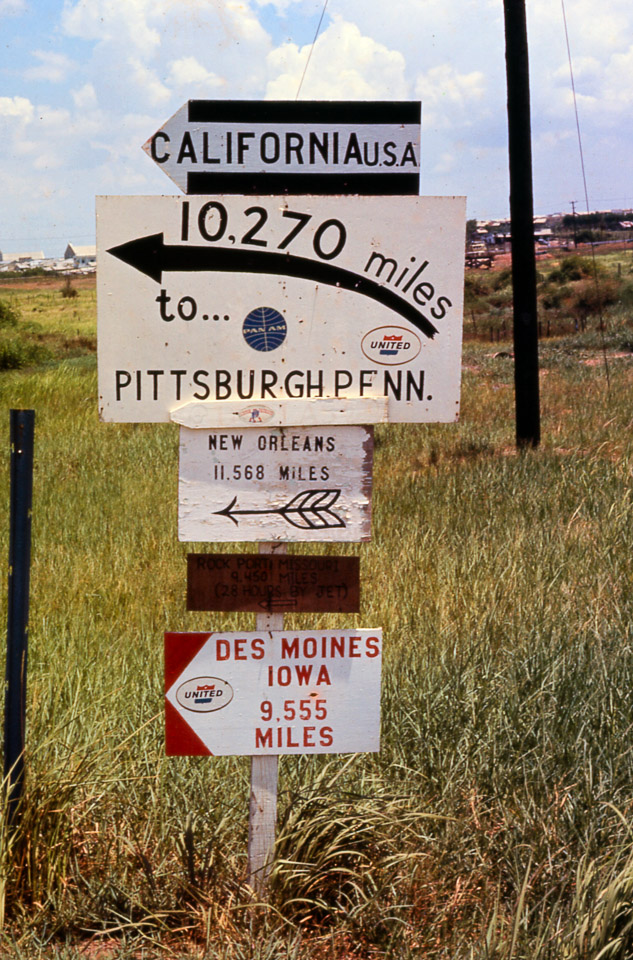 CALIFORNIA U.S.A
10,270 miles
to...
PAN AM
UNITED
PITTSBURGH PENN.
NEW ORLEANS
11.568 MILES
ROCK PORT MISSOURI
9,450 MILES
(28 HOURS BY JET)
DES MOINES
IOWA
UNITED
9,555
MILES